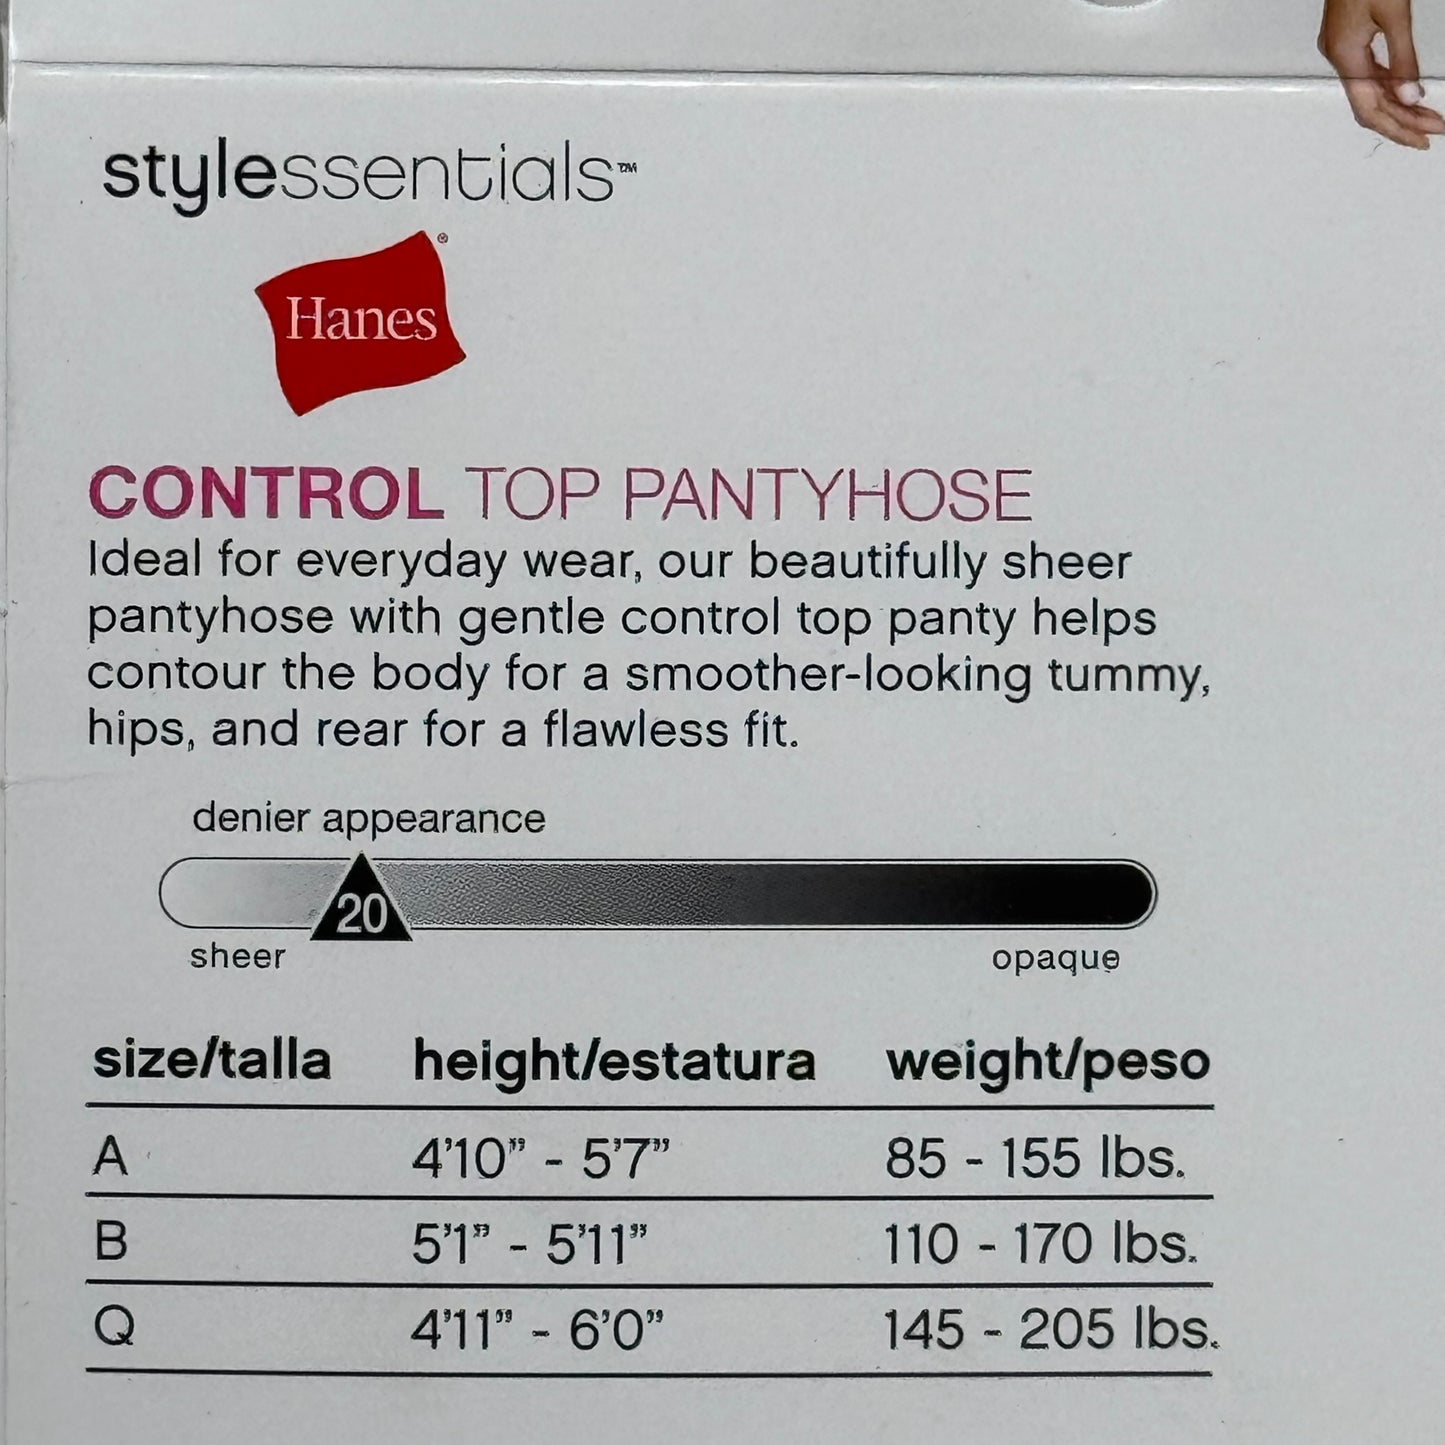 stylessentials™
Hanes®
CONTROL TOP PANTYHOSE
Ideal for everyday wear, our beautifully sheer
pantyhose with gentle control top panty helps
contour the body for a smoother-looking tummy,
hips, and rear for a flawless fit.
denier appearance
20
sheer opaque
size/talla height/estatura weight/peso
A 4’10” - 5’7” 85 - 155 lbs.
B 5’1” - 5’11” 110 - 170 lbs.
Q 4’11” - 6’0” 145 - 205 lbs.